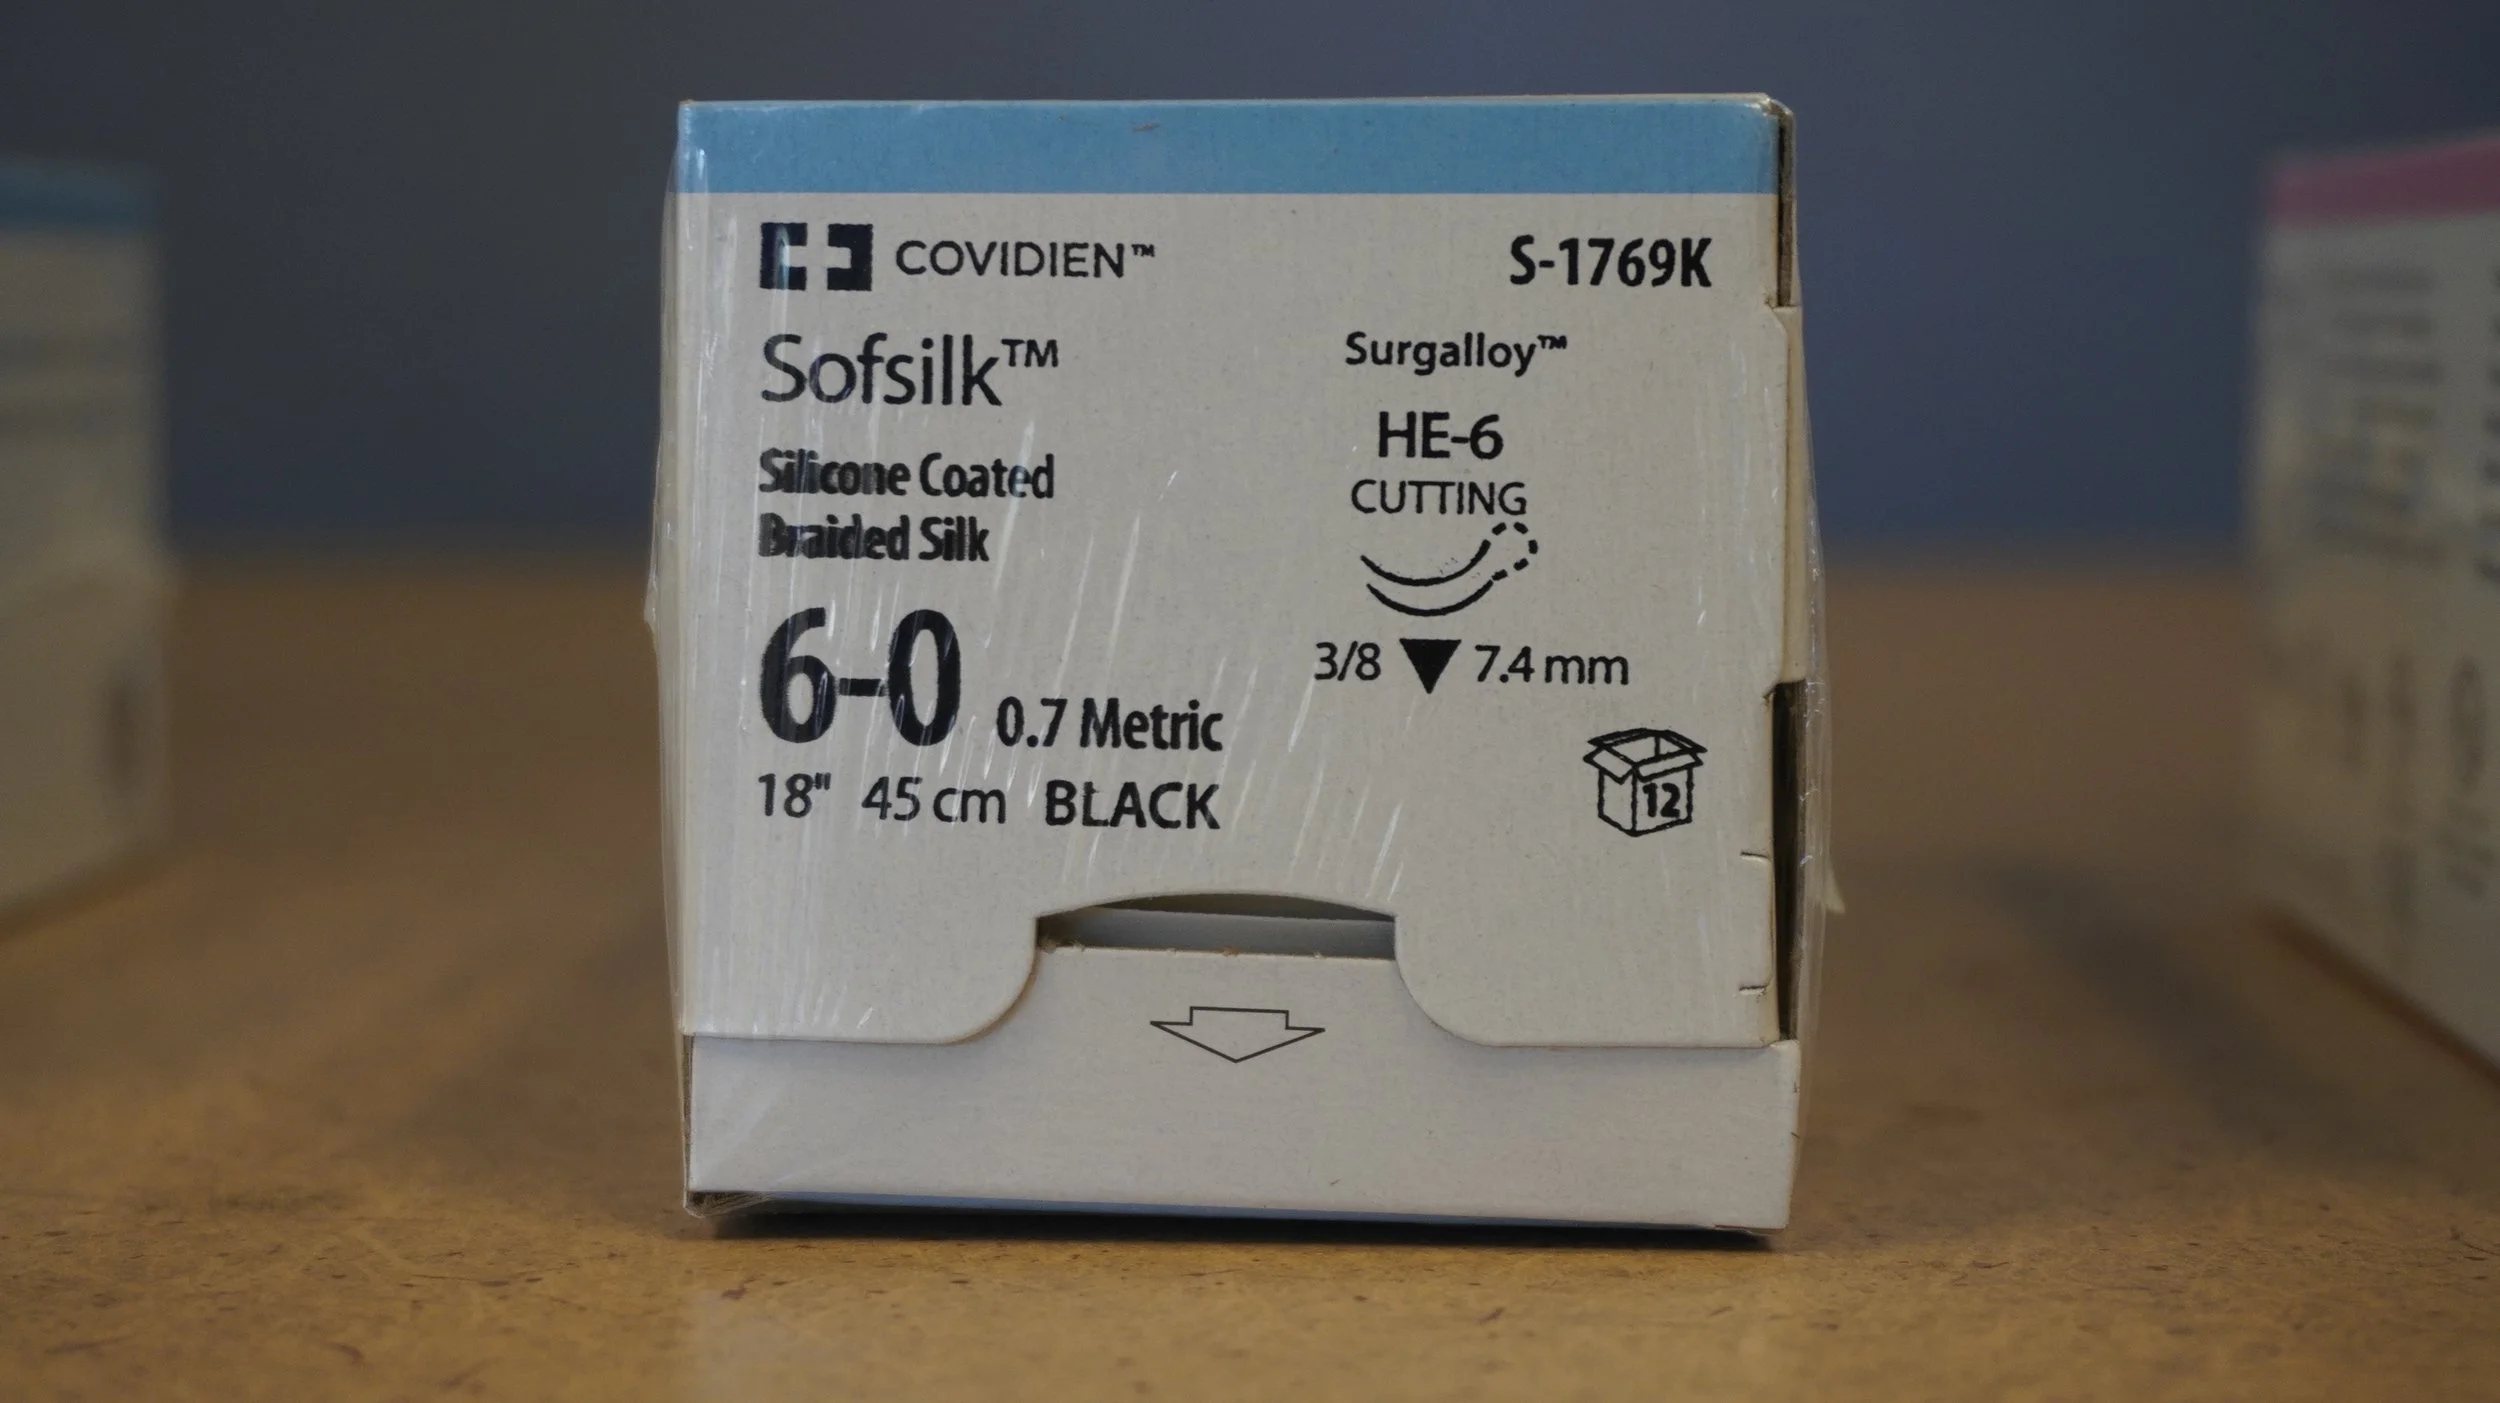 COVIDIEN™
S-1769K
Sofsilk™
Silicone Coated
Braided Silk
6-0 0.7 Metric
18" 45 cm BLACK
Surgalloy™
HE-6
CUTTING
3/8 7.4 mm
12